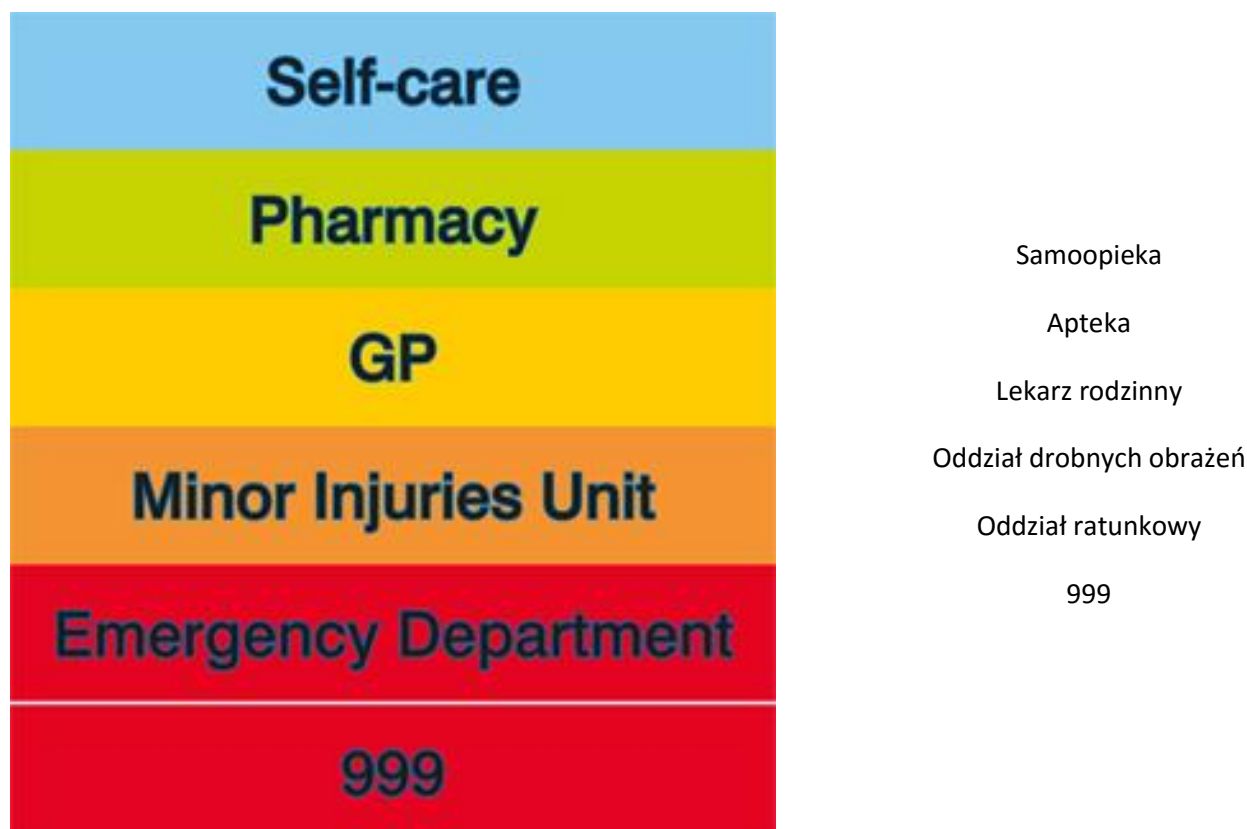 Self-care
Pharmacy
GP
Minor Injuries Unit
Emergency Department
999
Samoopieka
Apteka
Lekarz rodzinny
Oddział drobnych obrażeń
Oddział ratunkowy
999